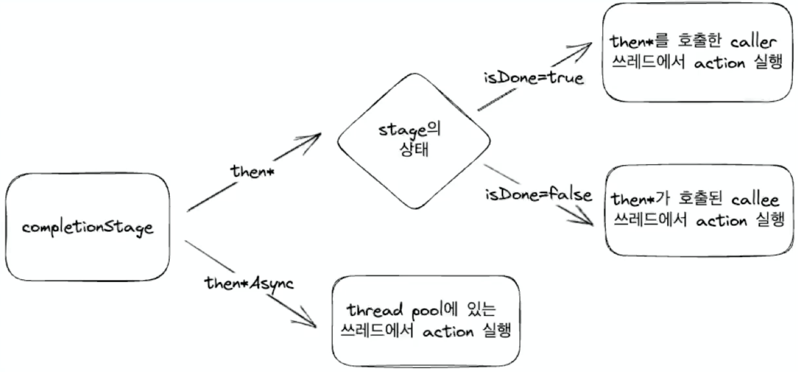 completionStage
then*
then*Async
stage의
상태
isDone=true
isDone=false
then*를 호출한 caller
쓰레드에서 action 실행
then*가 호출된 callee
쓰레드에서 action 실행
thread pool에 있는
쓰레드에서 action 실행